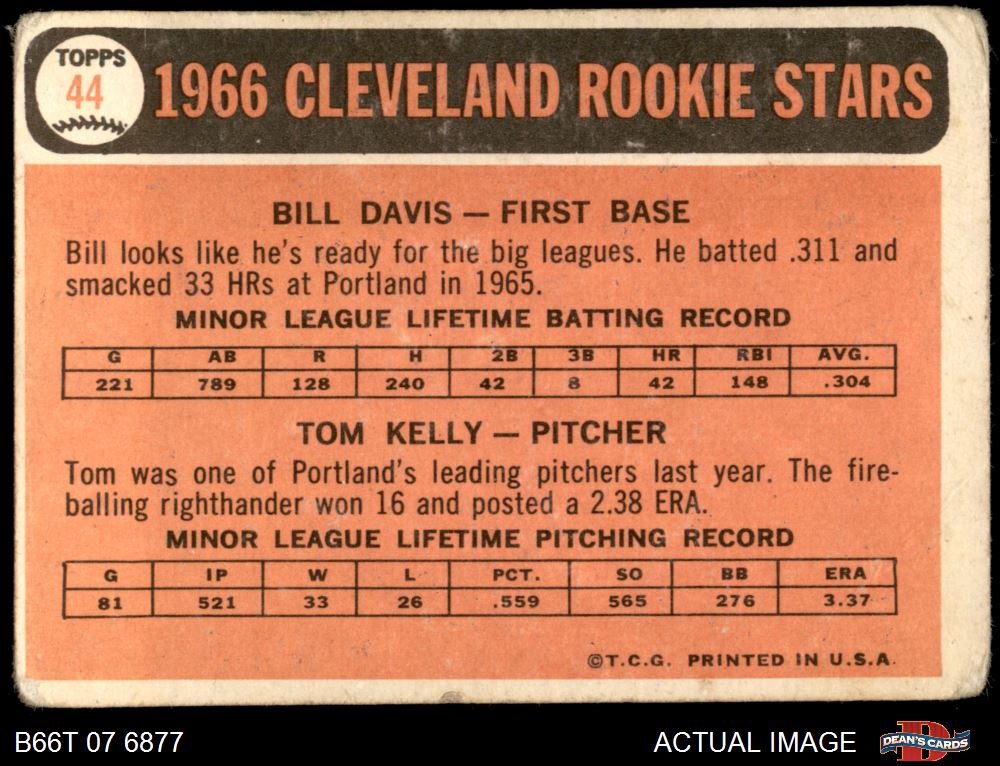 TOPPS
44
1966 CLEVELAND ROOKIE STARS
BILL DAVIS — FIRST BASE
Bill looks like he's ready for the big leagues. He batted .311 and
smacked 33 HRs at Portland in 1965.
MINOR LEAGUE LIFETIME BATTING RECORD
G AB R H 2B 3B HR RBI AVG.
221 789 128 240 42 8 42 148 .304
TOM KELLY — PITCHER
Tom was one of Portland's leading pitchers last year. The fire-
balling righthander won 16 and posted a 2.38 ERA.
MINOR LEAGUE LIFETIME PITCHING RECORD
G IP W L PCT. SO BB ERA
81 521 33 26 .559 565 276 3.37
©T.C.G. PRINTED IN U.S.A.
B66T 07 6877
ACTUAL IMAGE
D
DEAN'S CARDS